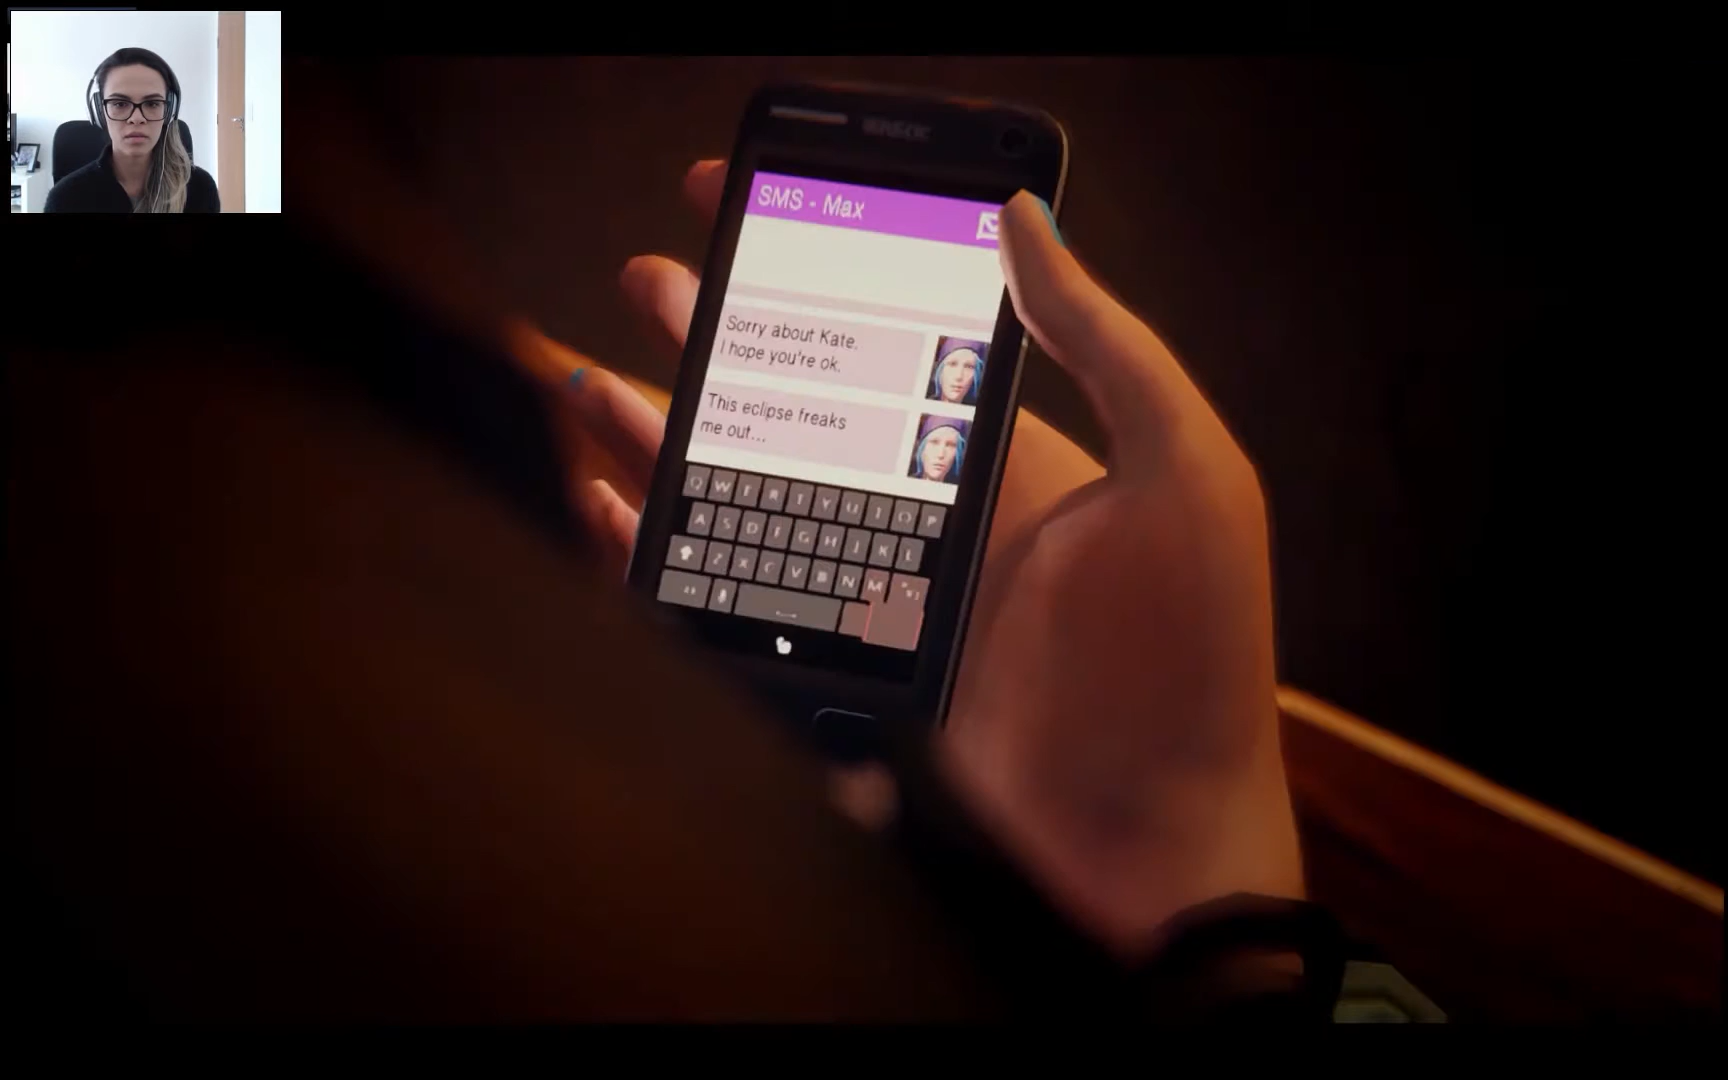 SMS - Max
Sorry about Kate.
I hope you're ok.
This eclipse freaks
me out...
Q W E R T Y U I O P
A S D F G H J K L
Z X C V B N M